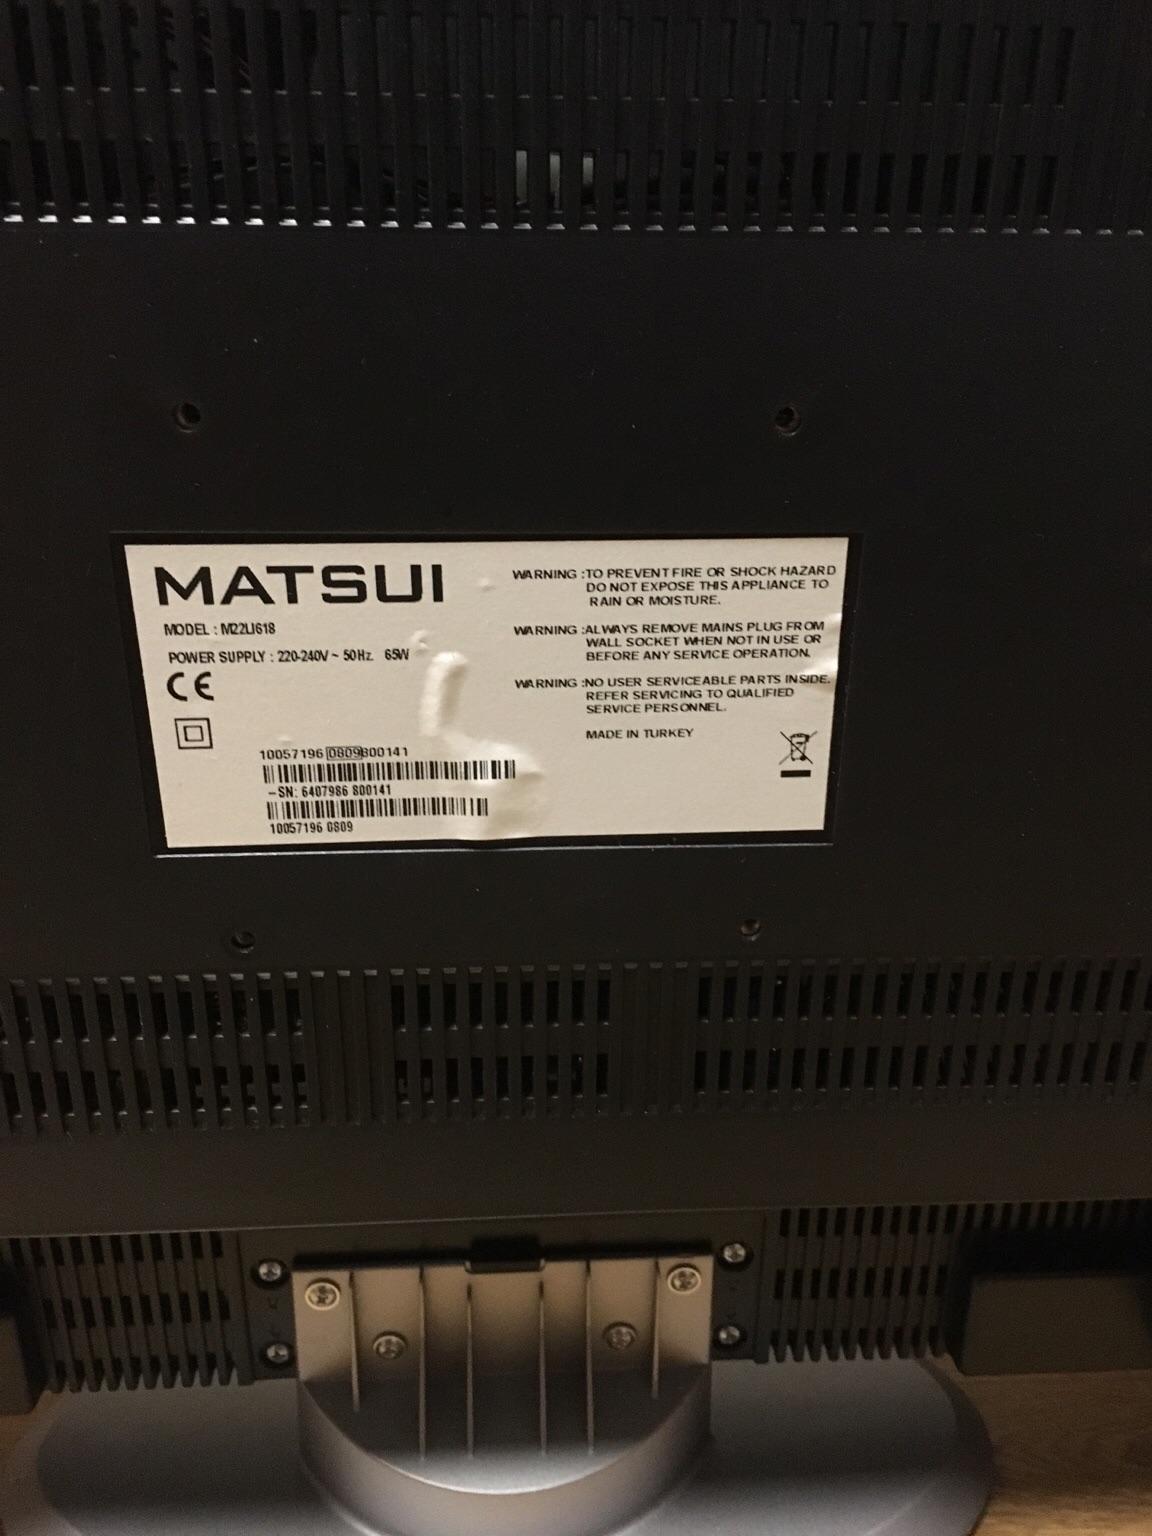 MATSUI
MODEL : M22LI618
POWER SUPPLY : 220-240V ~ 50Hz. 65W
CE
10057196 0809800141
-SN: 6407986 800141
10057196 0809
WARNING :TO PREVENT FIRE OR SHOCK HAZARD
DO NOT EXPOSE THIS APPLIANCE TO
RAIN OR MOISTURE.
WARNING :ALWAYS REMOVE MAINS PLUG FROM
WALL SOCKET WHEN NOT IN USE OR
BEFORE ANY SERVICE OPERATION.
WARNING :NO USER SERVICEABLE PARTS INSIDE.
REFER SERVICING TO QUALIFIED
SERVICE PERSONNEL.
MADE IN TURKEY